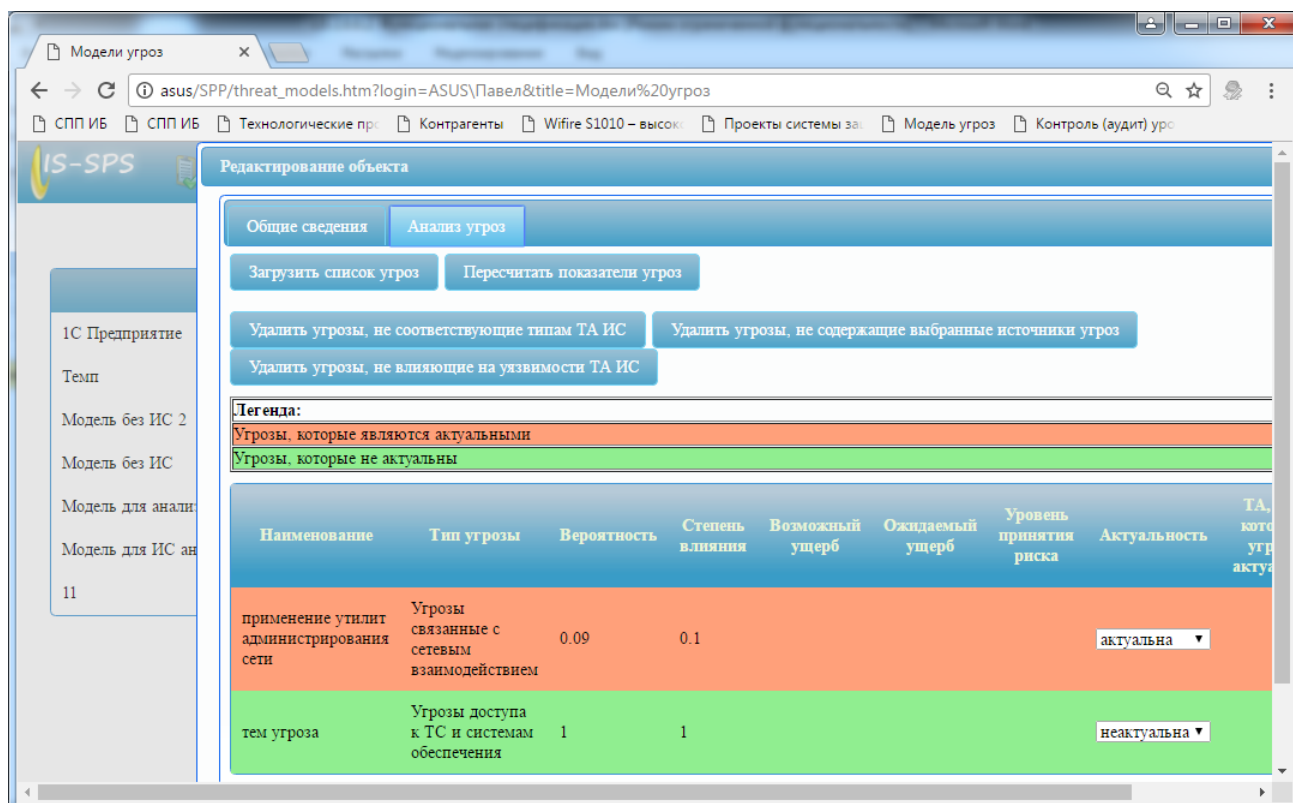 Модели угроз
asus/SPP/threat_models.htm?login=ASUS\Павел&title=Модели%20угроз
СПП ИБ СПП ИБ Технологические про Контрагенты Wifire S1010 – высок Проекты системы за Модель угроз Контроль (аудит) уро
IS-SPS
Редактирование объекта
Общие сведения Анализ угроз
Загрузить список угроз Пересчитать показатели угроз
Удалить угрозы, не соответствующие типам ТА ИС Удалить угрозы, не содержащие выбранные источники угроз
Удалить угрозы, не влияющие на уязвимости ТА ИС
1С Предприятие
Темп
Модель без ИС 2
Модель без ИС
Модель для анали
Модель для ИС ан
11
Легенда:
Угрозы, которые являются актуальными
Угрозы, которые не актуальны
Наименование
Тип угрозы
Вероятность
Степень
влияния
Возможный
ущерб
Ожидаемый
ущерб
Уровень
принятия
риска
Актуальность
ТА,
кото
угр
актуа
применение утилит
администрирования
сети
Угрозы
связанные с
сетевым
взаимодействием
0.09
0.1
актуальна
тем угроза
Угрозы доступа
к ТС и системам
обеспечения
1
1
неактуальна